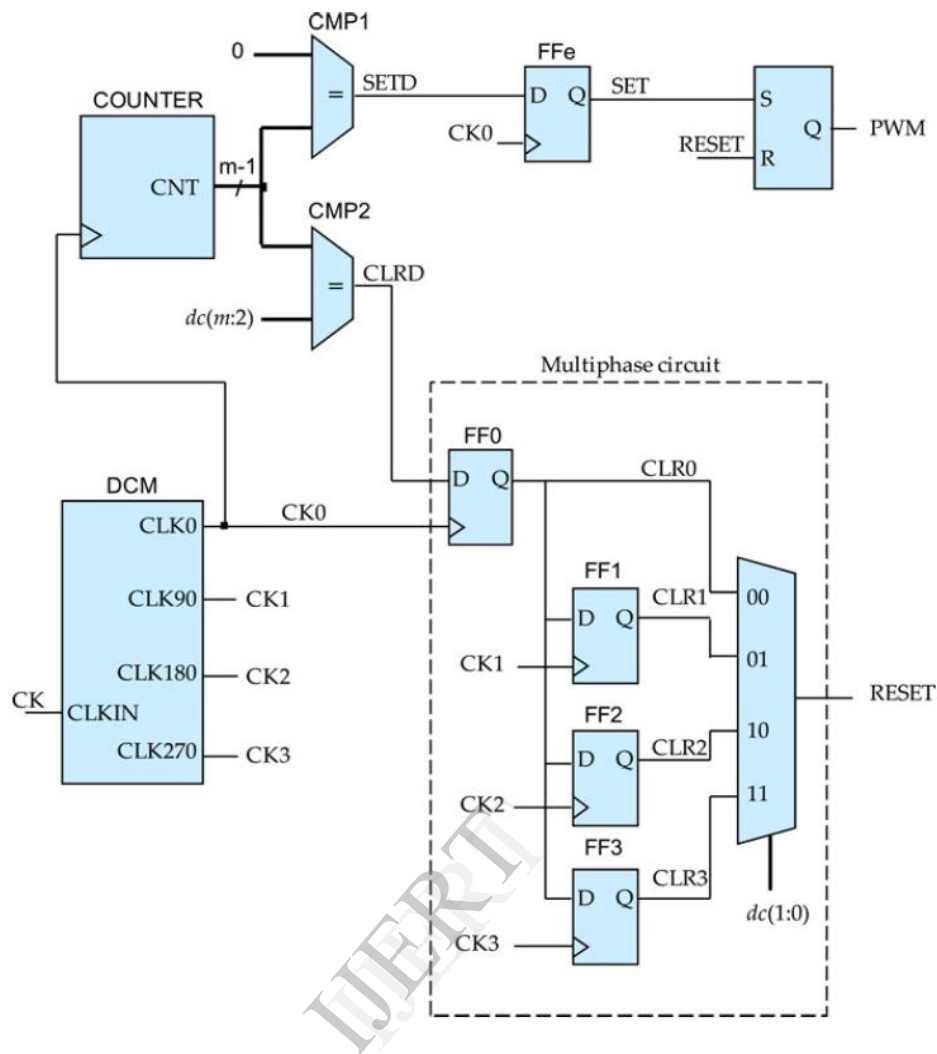 CMP1
0
=
SETD
FFe
D Q
CK0
SET
S
RESET
R
Q
PWM
COUNTER
CNT
m-1
CMP2
=
CLRD
dc(m:2)
Multiphase circuit
FF0
D Q
CLR0
DCM
CLK0
CK0
CLK90
CK1
CLK180
CK2
CK
CLKIN
CLK270
CK3
FF1
D Q
CLR1
CK1
FF2
D Q
CLR2
CK2
FF3
D Q
CLR3
CK3
00
01
10
11
RESET
dc(1:0)
IJERT